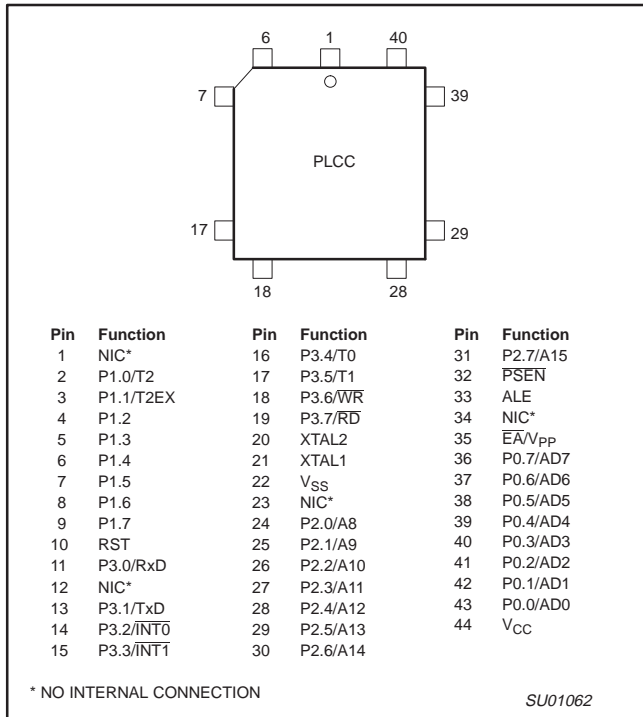 6 1 40
7 39
PLCC
17 29
18 28
Pin Function Pin Function Pin Function
1 NIC* 16 P3.4/T0 31 P2.7/A15
2 P1.0/T2 17 P3.5/T1 32 P̅S̅E̅N̅
3 P1.1/T2EX 18 P3.6/W̅R̅ 33 ALE
4 P1.2 19 P3.7/R̅D̅ 34 NIC*
5 P1.3 20 XTAL2 35 E̅A̅/VPP
6 P1.4 21 XTAL1 36 P0.7/AD7
7 P1.5 22 VSS 37 P0.6/AD6
8 P1.6 23 NIC* 38 P0.5/AD5
9 P1.7 24 P2.0/A8 39 P0.4/AD4
10 RST 25 P2.1/A9 40 P0.3/AD3
11 P3.0/RxD 26 P2.2/A10 41 P0.2/AD2
12 NIC* 27 P2.3/A11 42 P0.1/AD1
13 P3.1/TxD 28 P2.4/A12 43 P0.0/AD0
14 P3.2/I̅N̅T̅0̅ 29 P2.5/A13 44 VCC
15 P3.3/I̅N̅T̅1̅ 30 P2.6/A14
* NO INTERNAL CONNECTION
SU01062